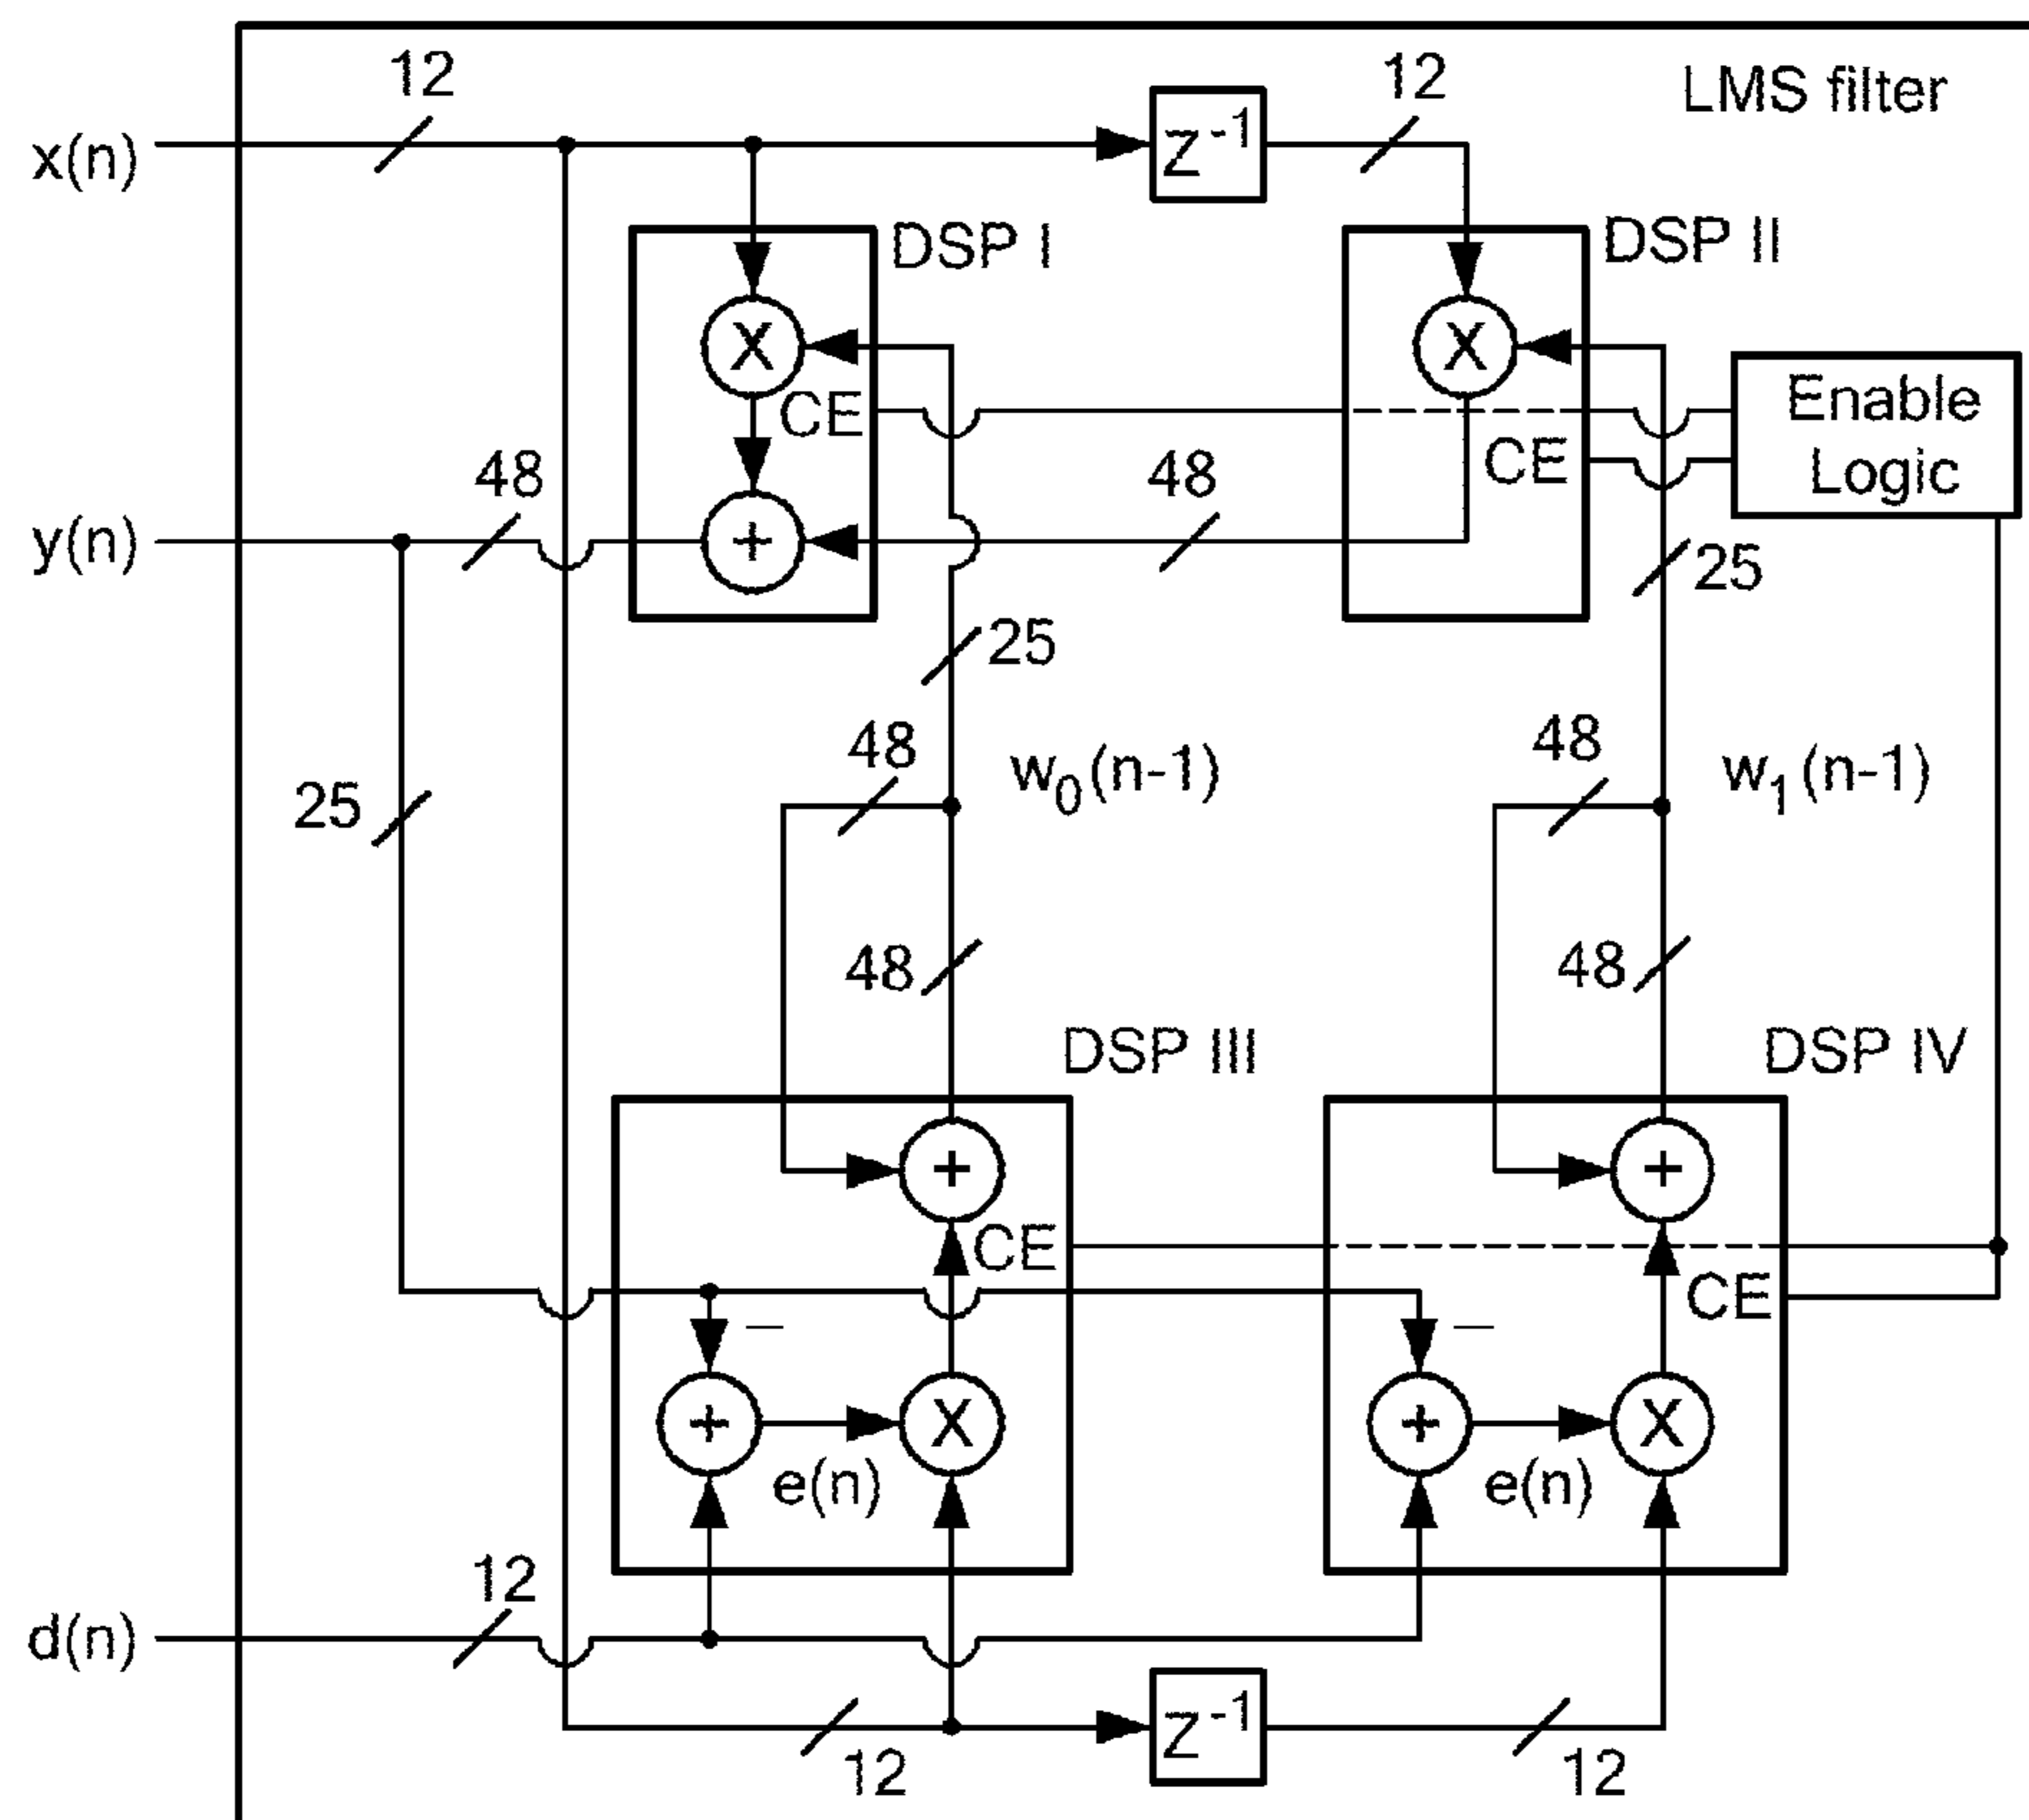 12
12
LMS filter
x(n)
Z-1
DSP I
DSP II
X
X
CE
Enable
Logic
CE
48
48
y(n)
+
25
25
48
w0(n-1)
48
w1(n-1)
25
48
48
DSP III
DSP IV
+
+
CE
CE
–
–
+
X
+
X
e(n)
e(n)
12
d(n)
Z-1
12
12